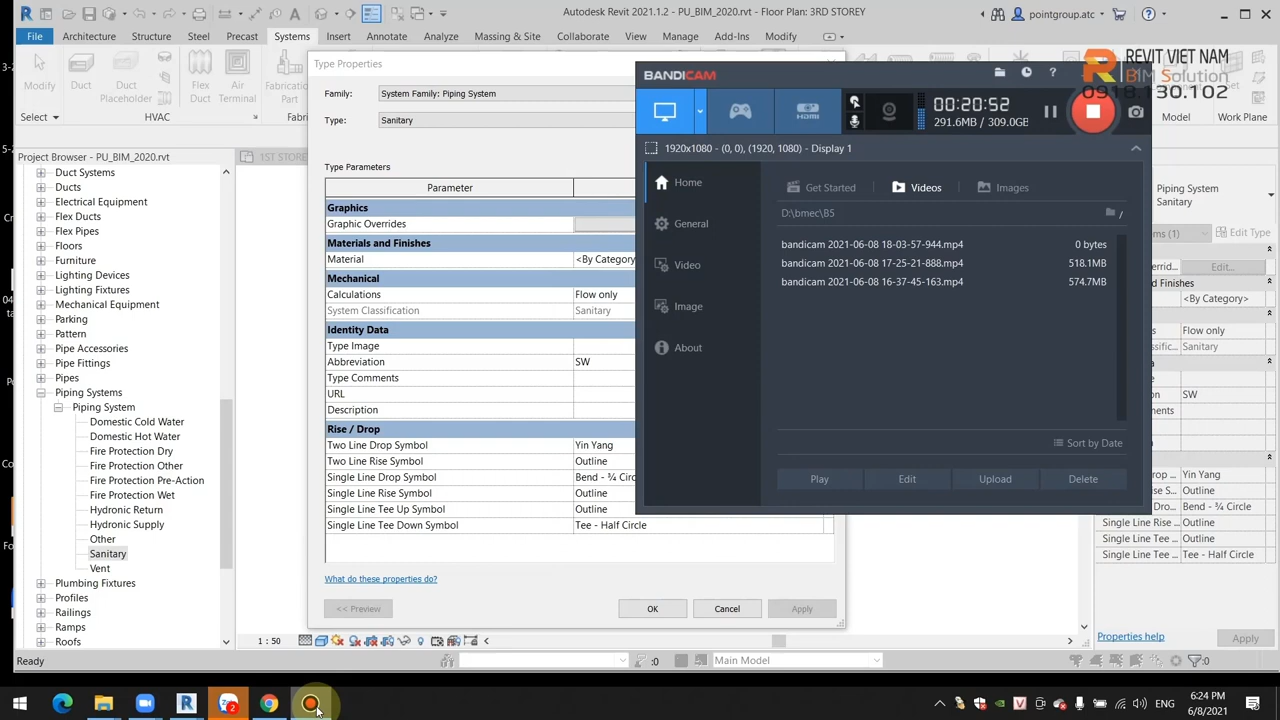 Autodesk Revit 2021.1.2 - PU_BIM_2020.rvt - Floor Plan: 3RD STOREY
pointgroup.atc
File Architecture Structure Steel Precast Systems Insert Annotate Analyze Massing & Site Collaborate View Manage Add-Ins Modify
REVIT VIET NAM
BIM Solution
0918.130.102
Modify
Duct
Duct Placeholder
Flex Duct
Air Terminal
Fabrication Part
Select
HVAC
Model
Work Plane
Project Browser - PU_BIM_2020.rvt
Duct Systems
Ducts
Electrical Equipment
Flex Ducts
Flex Pipes
Floors
Furniture
Lighting Devices
Lighting Fixtures
Mechanical Equipment
Parking
Pattern
Pipe Accessories
Pipe Fittings
Pipes
Piping Systems
Piping System
Domestic Cold Water
Domestic Hot Water
Fire Protection Dry
Fire Protection Other
Fire Protection Pre-Action
Fire Protection Wet
Hydronic Return
Hydronic Supply
Other
Sanitary
Vent
Plumbing Fixtures
Profiles
Railings
Ramps
Roofs
Type Properties
Family: System Family: Piping System
Type: Sanitary
Type Parameters
Parameter
Graphics
Graphic Overrides
Materials and Finishes
Material <By Category
Mechanical
Calculations Flow only
System Classification Sanitary
Identity Data
Type Image
Abbreviation SW
Type Comments
URL
Description
Rise / Drop
Two Line Drop Symbol Yin Yang
Two Line Rise Symbol Outline
Single Line Drop Symbol Bend - ¾ Circle
Single Line Rise Symbol Outline
Single Line Tee Up Symbol Outline
Single Line Tee Down Symbol Tee - Half Circle
What do these properties do?
<< Preview OK Cancel Apply
BANDICAM
00:20:52
291.6MB / 309.0GB
1920x1080 - (0, 0), (1920, 1080) - Display 1
Home
General
Video
Image
About
Get Started Videos Images
D:\bmec\B5
bandicam 2021-06-08 18-03-57-944.mp4 0 bytes
bandicam 2021-06-08 17-25-21-888.mp4 518.1MB
bandicam 2021-06-08 16-37-45-163.mp4 574.7MB
Sort by Date
Play Edit Upload Delete
Piping System
Sanitary
Edit Type
Edit...
<By Category>
Flow only
Sanitary
SW
Yin Yang
Outline
Bend - ¾ Circle
Single Line Rise ... Outline
Single Line Tee ... Outline
Single Line Tee ... Tee - Half Circle
Properties help Apply
1 : 50
Ready
:0
Main Model
:0
ENG
6:24 PM
6/8/2021